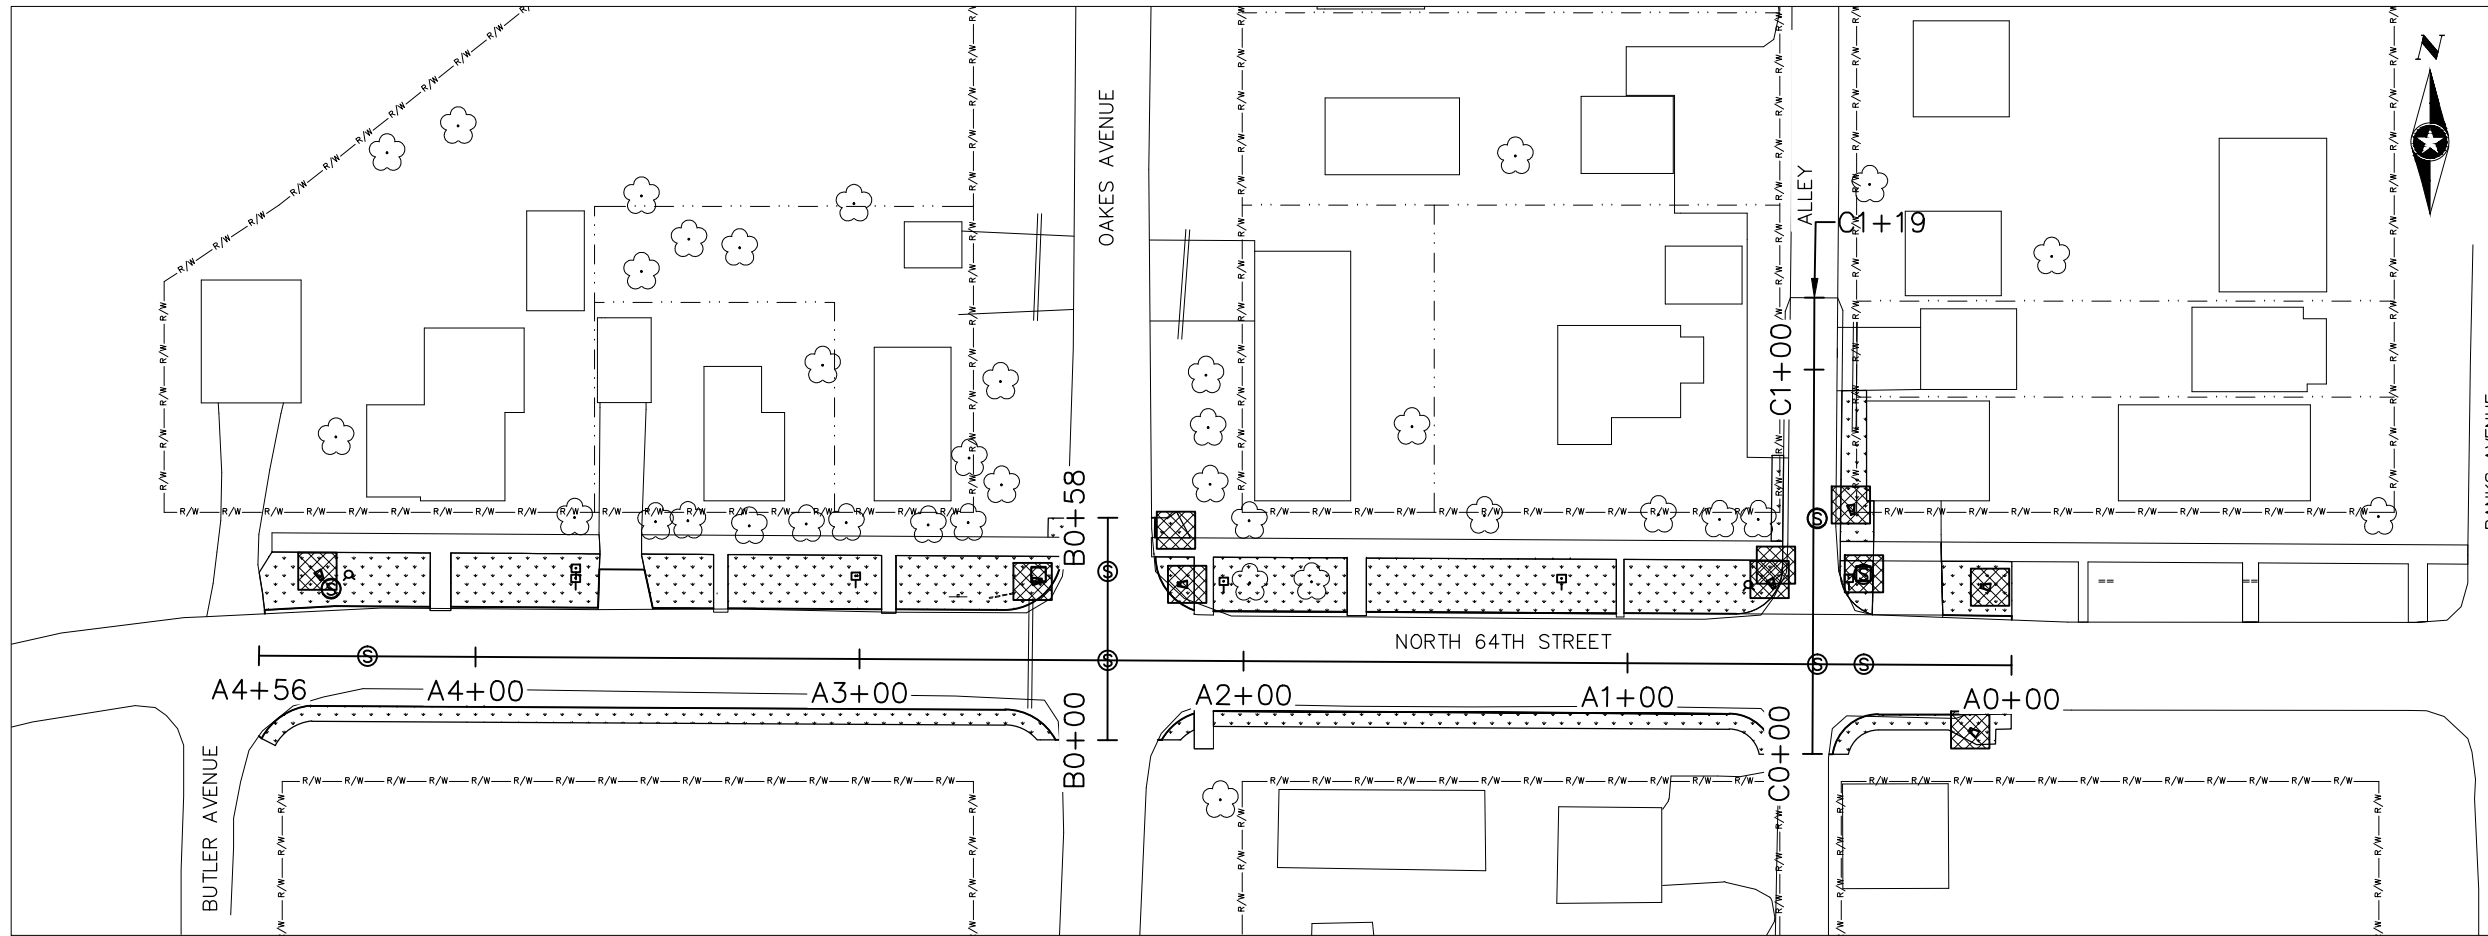 N
OAKES AVENUE
ALLEY
C1+19
C1+00
B0+58
NORTH 64TH STREET
A4+56
A4+00
A3+00
A2+00
A1+00
A0+00
B0+00
C0+00
BUTLER AVENUE
R/W
S